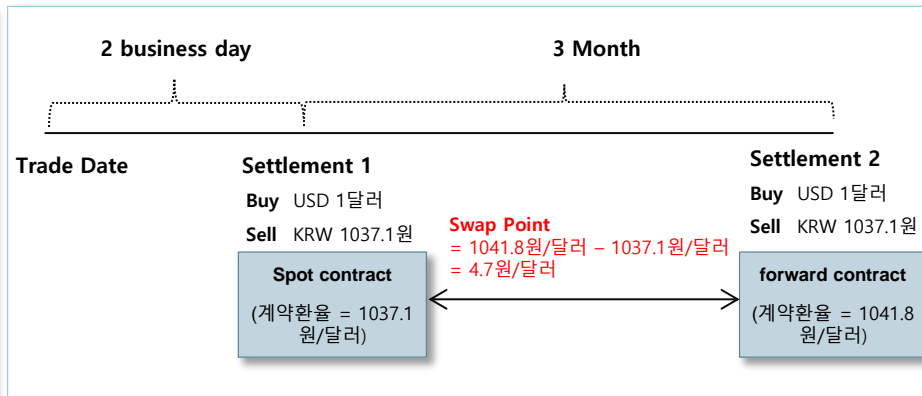 2 business day
3 Month
Trade Date
Settlement 1
Buy USD 1달러
Sell KRW 1037.1원
Swap Point
= 1041.8원/달러 – 1037.1원/달러
= 4.7원/달러
Settlement 2
Buy USD 1달러
Sell KRW 1037.1원
Spot contract
(계약환율 = 1037.1
원/달러)
forward contract
(계약환율 = 1041.8
원/달러)